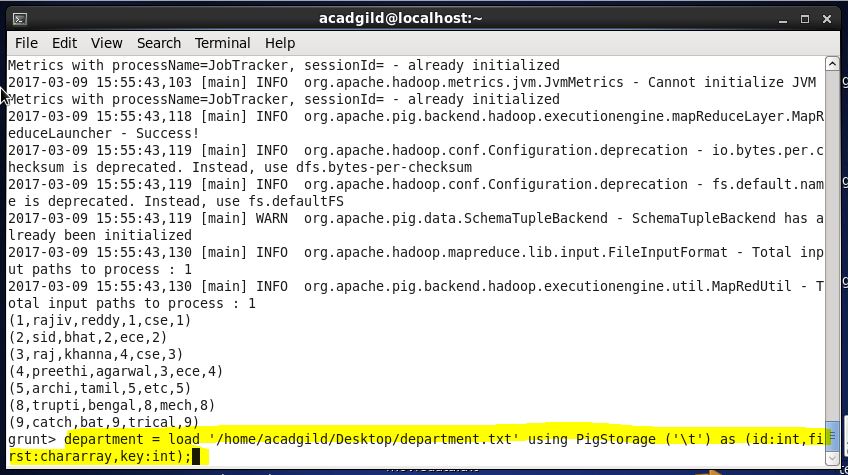 acadgild@localhost:~
File Edit View Search Terminal Help
Metrics with processName=JobTracker, sessionId= - already initialized
2017-03-09 15:55:43,103 [main] INFO  org.apache.hadoop.metrics.jvm.JvmMetrics - Cannot initialize JVM
Metrics with processName=JobTracker, sessionId= - already initialized
2017-03-09 15:55:43,118 [main] INFO  org.apache.pig.backend.hadoop.executionengine.mapReduceLayer.MapR
educeLauncher - Success!
2017-03-09 15:55:43,119 [main] INFO  org.apache.hadoop.conf.Configuration.deprecation - io.bytes.per.c
hecksum is deprecated. Instead, use dfs.bytes-per-checksum
2017-03-09 15:55:43,119 [main] INFO  org.apache.hadoop.conf.Configuration.deprecation - fs.default.nam
e is deprecated. Instead, use fs.defaultFS
2017-03-09 15:55:43,119 [main] WARN  org.apache.pig.data.SchemaTupleBackend - SchemaTupleBackend has a
lready been initialized
2017-03-09 15:55:43,130 [main] INFO  org.apache.hadoop.mapreduce.lib.input.FileInputFormat - Total inp
ut paths to process : 1
2017-03-09 15:55:43,130 [main] INFO  org.apache.pig.backend.hadoop.executionengine.util.MapRedUtil - T
otal input paths to process : 1
(1,rajiv,reddy,1,cse,1)
(2,sid,bhat,2,ece,2)
(3,raj,khanna,4,cse,3)
(4,preethi,agarwal,3,ece,4)
(5,archi,tamil,5,etc,5)
(8,trupti,bengal,8,mech,8)
(9,catch,bat,9,trical,9)
grunt> department = load '/home/acadgild/Desktop/department.txt' using PigStorage ('\t') as (id:int,fi
rst:chararray,key:int);